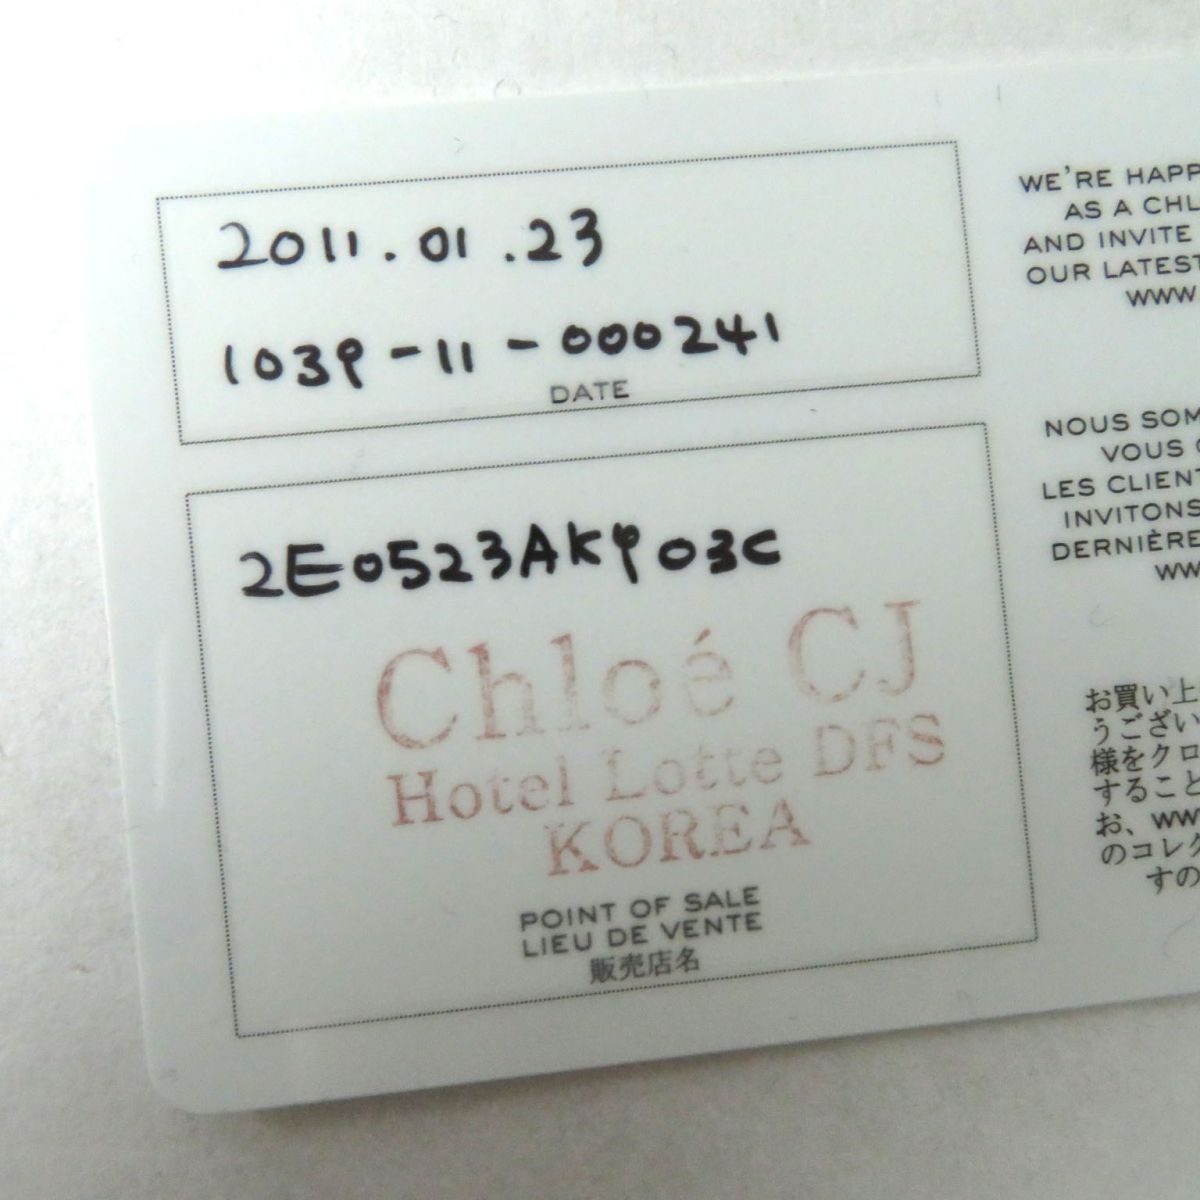 2011.01.23
1039-11-000241
DATE
2E0523AK903C
Chloé CJ
Hotel Lotte DFS
KOREA
POINT OF SALE
LIEU DE VENTE
販売店名
WE'RE HAPP
AS A CHL
AND INVITE
OUR LATEST
WWW
NOUS SOM
VOUS
LES CLIENT
INVITONS
DERNIÈRE
WW
お買い上
うござい
様をクロ
すること
お、WW
のコレク
すの